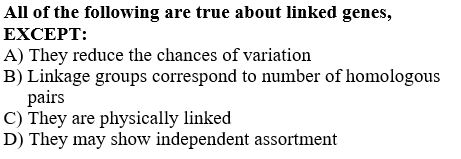 All of the following are true about linked genes,
EXCEPT:
A) They reduce the chances of variation
B) Linkage groups correspond to number of homologous
pairs
C) They are physically linked
D) They may show independent assortment